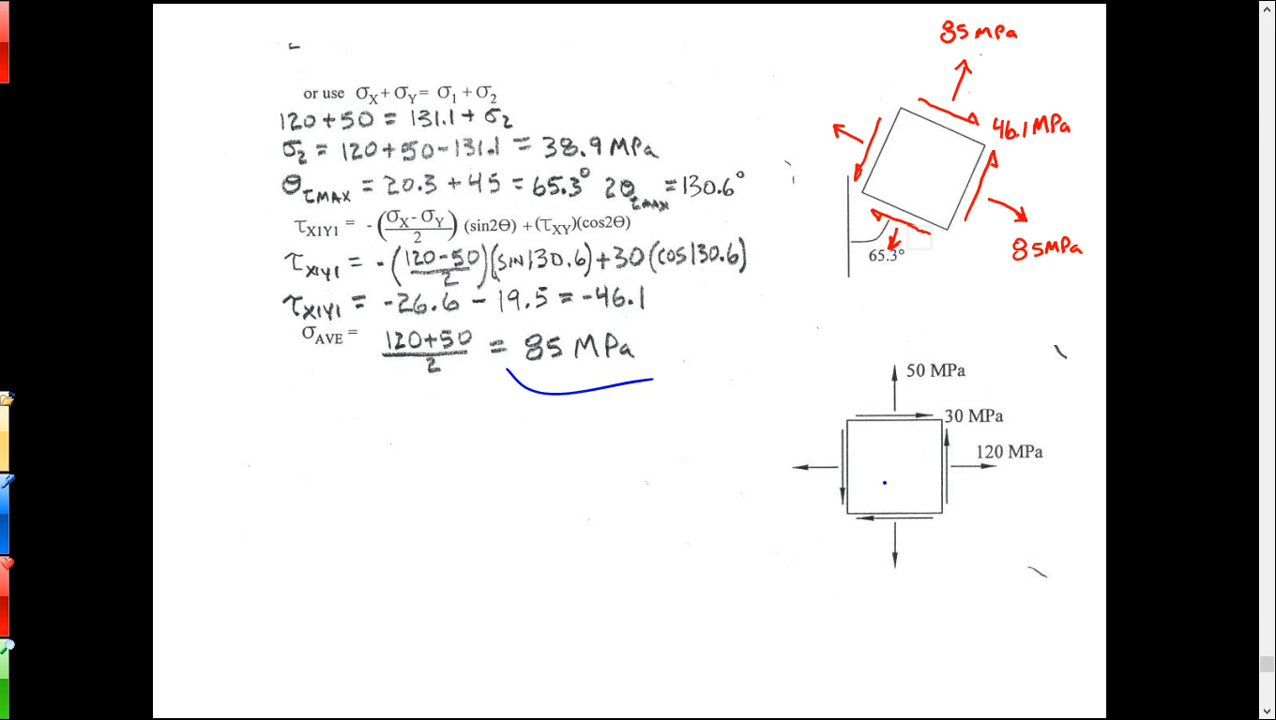 or use σX + σY = σ1 + σ2
120+50 = 131.1 + σ2
σ2 = 120+50-131.1 = 38.9 MPa
θτMAX = 20.3 + 45 = 65.3° 2θτMAX = 130.6°
τX1Y1 = -(σX - σY / 2) (sin2Θ) + (τXY)(cos2Θ)
τX1Y1 = -(120-50 / 2)(SIN130.6)+30(COS130.6)
τX1Y1 = -26.6 - 19.5 = -46.1
σAVE = 120+50 / 2 = 85 MPa
85 MPa
46.1 MPa
85 MPa
65.3°
50 MPa
30 MPa
120 MPa